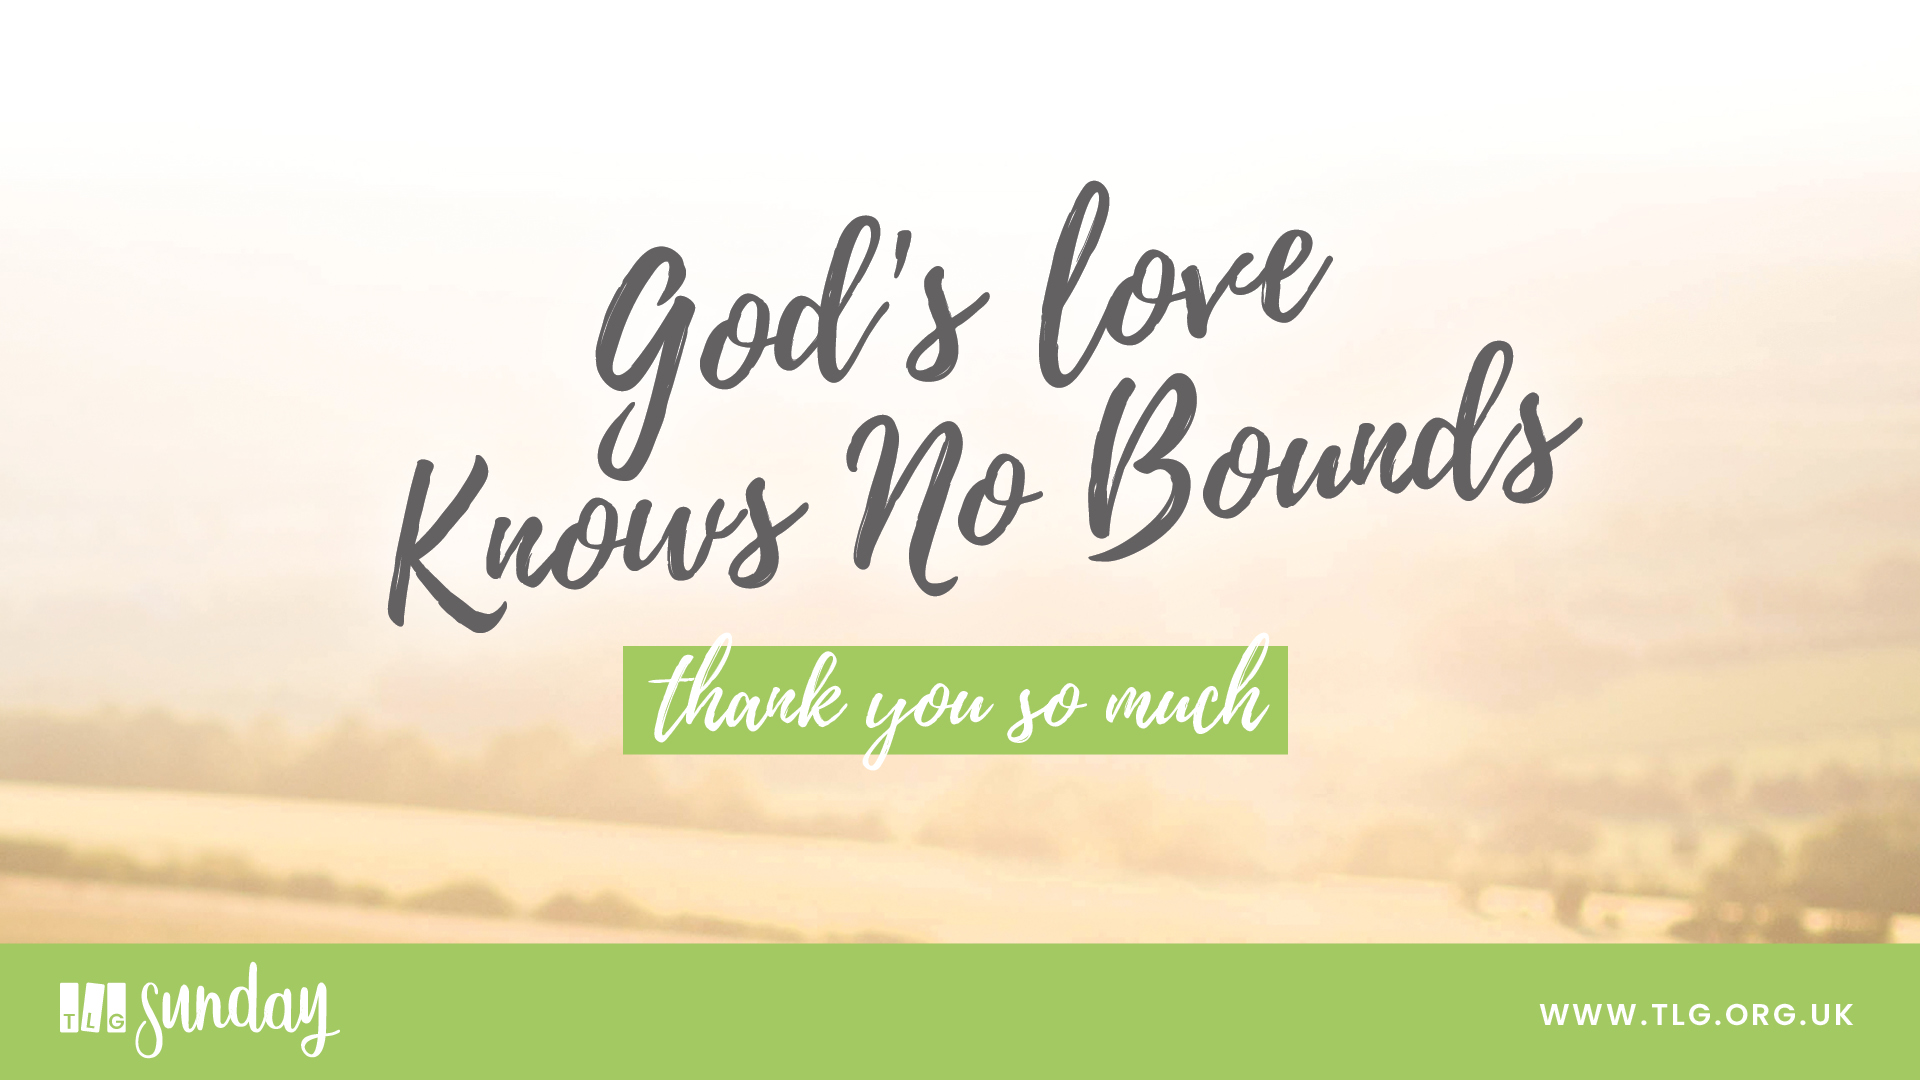 God's love
Knows No Bounds
thank you so much
TLG sunday
WWW.TLG.ORG.UK